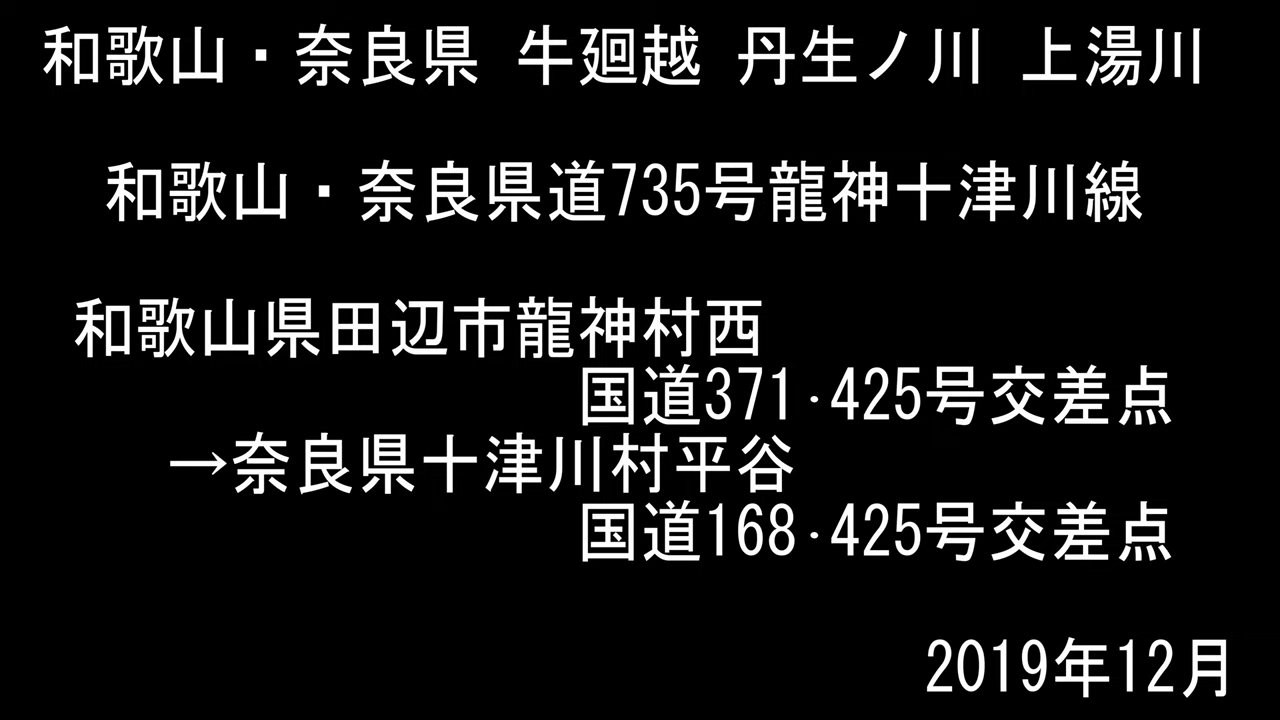 和歌山・奈良県 牛廻越 丹生ノ川 上湯川
和歌山・奈良県道735号龍神十津川線
和歌山県田辺市龍神村西
国道371・425号交差点
→奈良県十津川村平谷
国道168・425号交差点
2019年12月